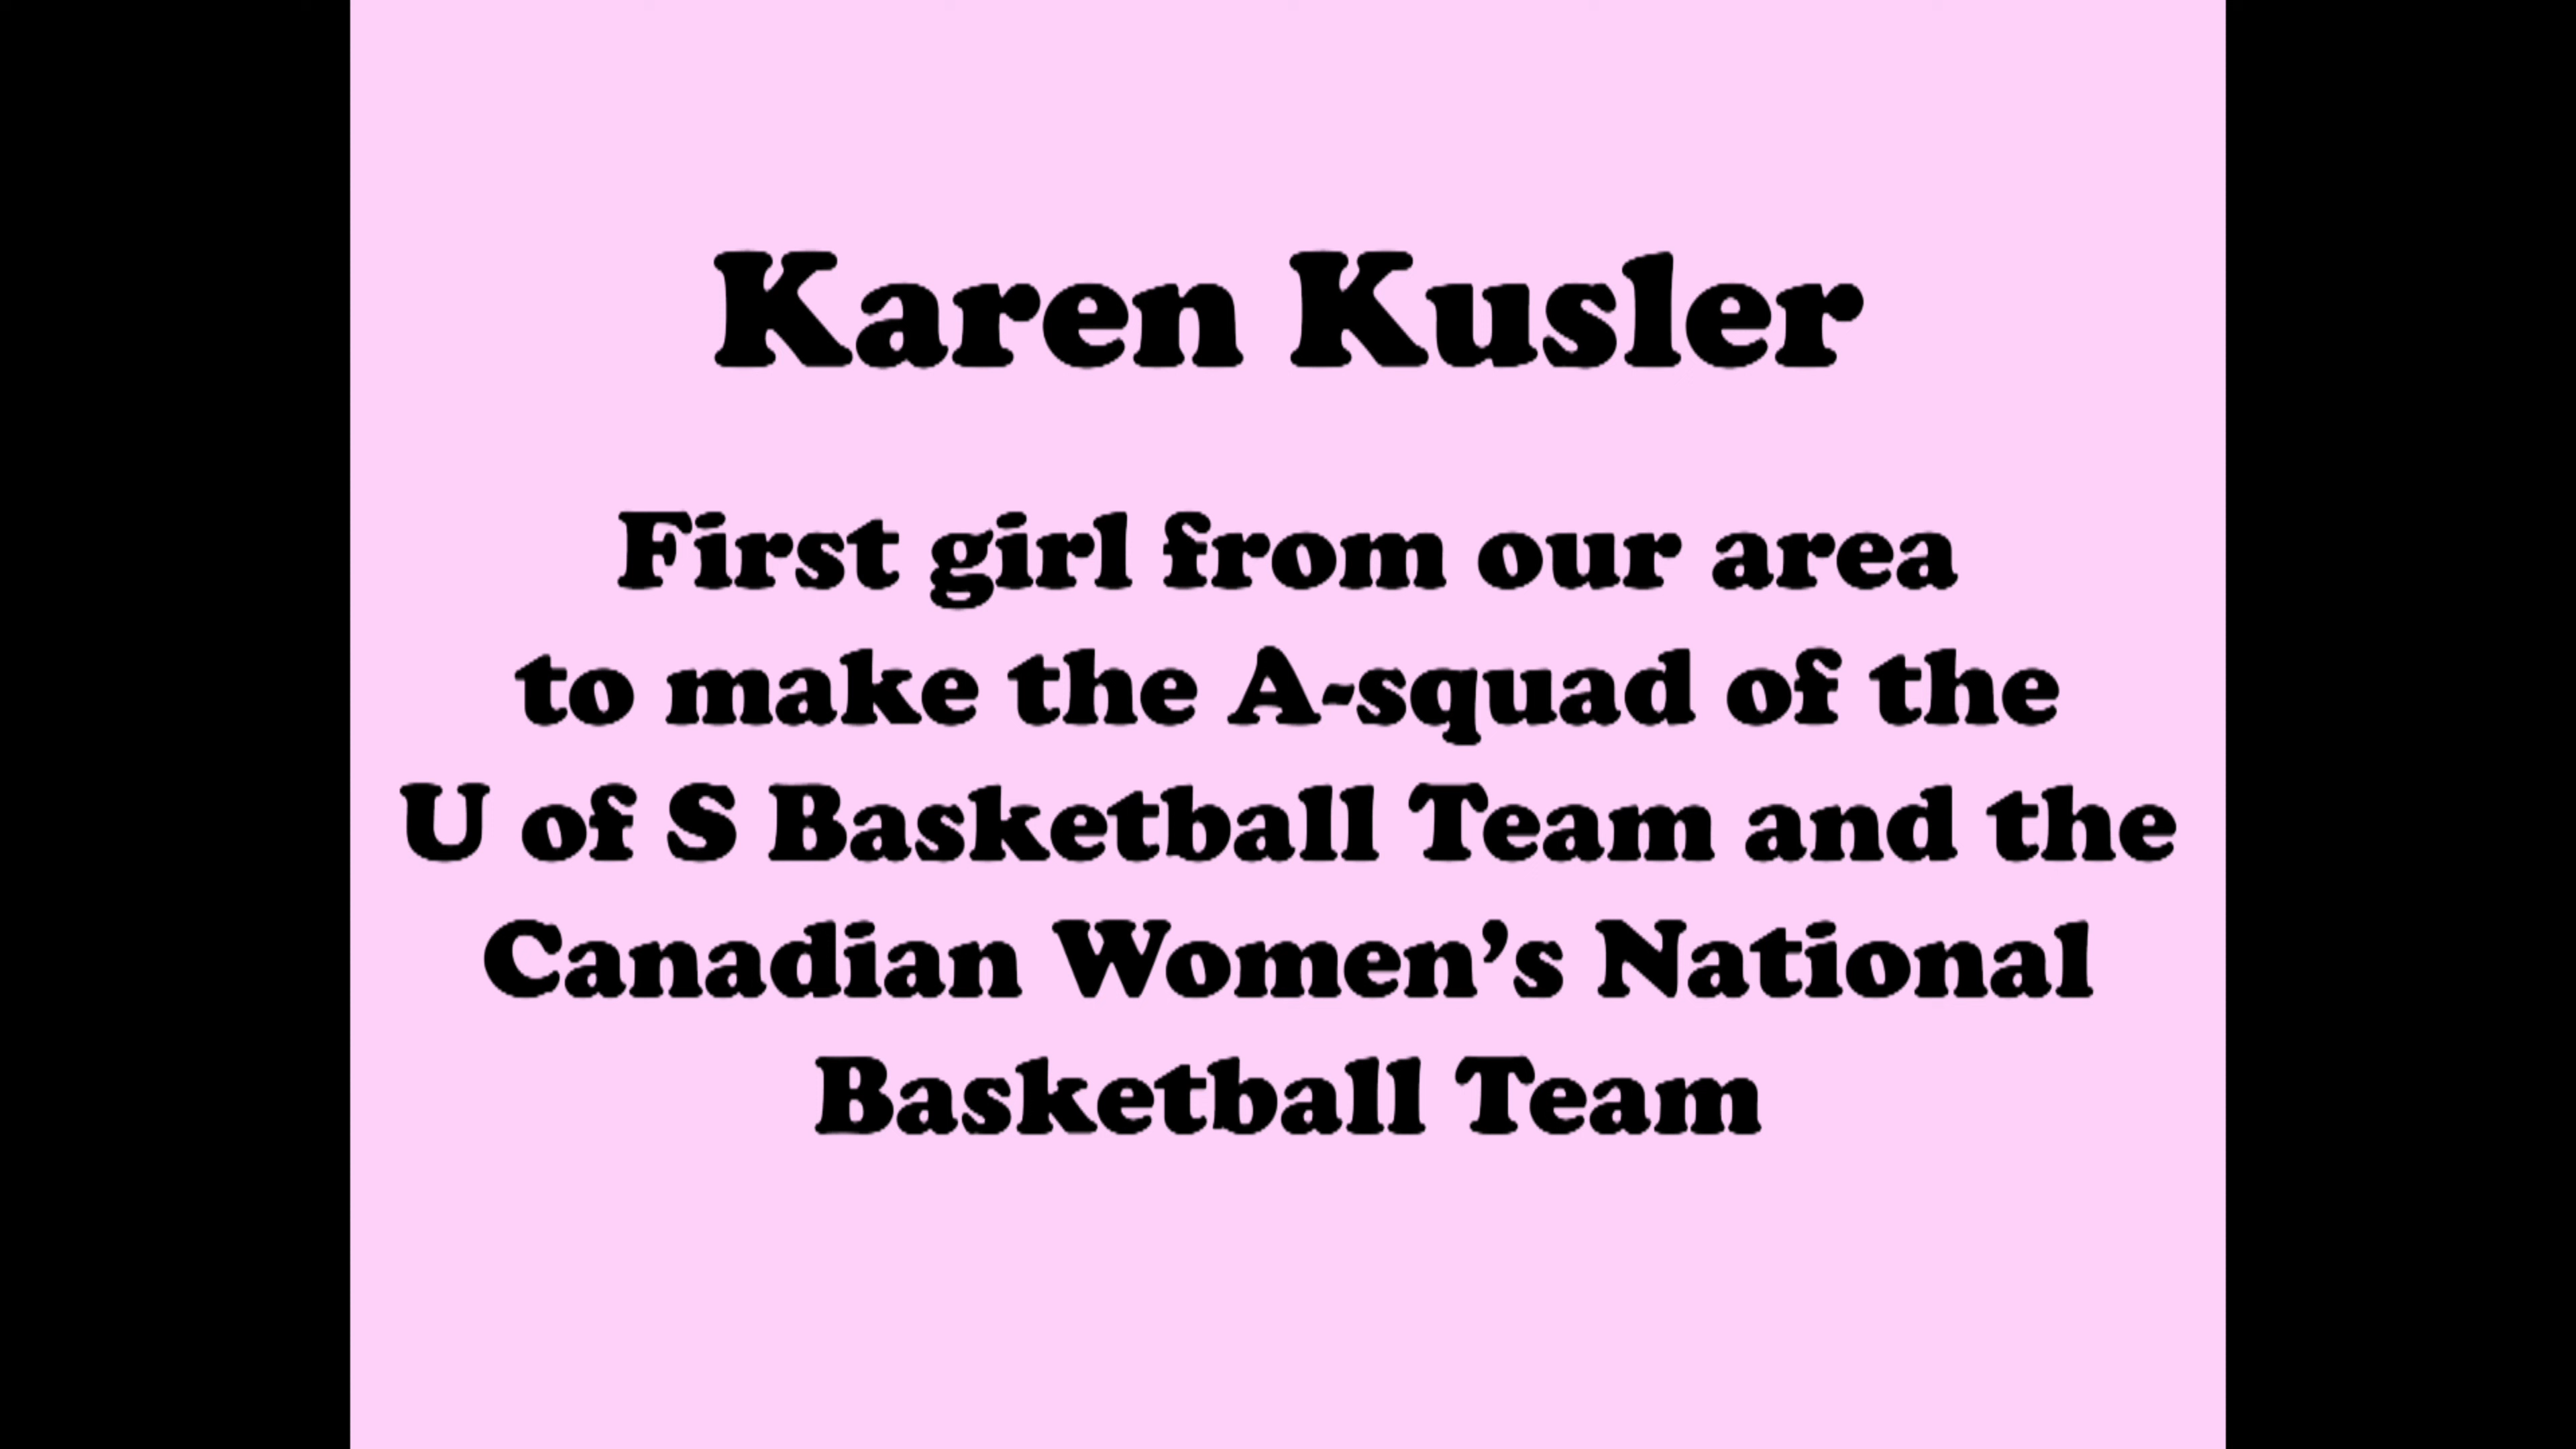 Karen Kusler
First girl from our area
to make the A-squad of the
U of S Basketball Team and the
Canadian Women’s National
Basketball Team